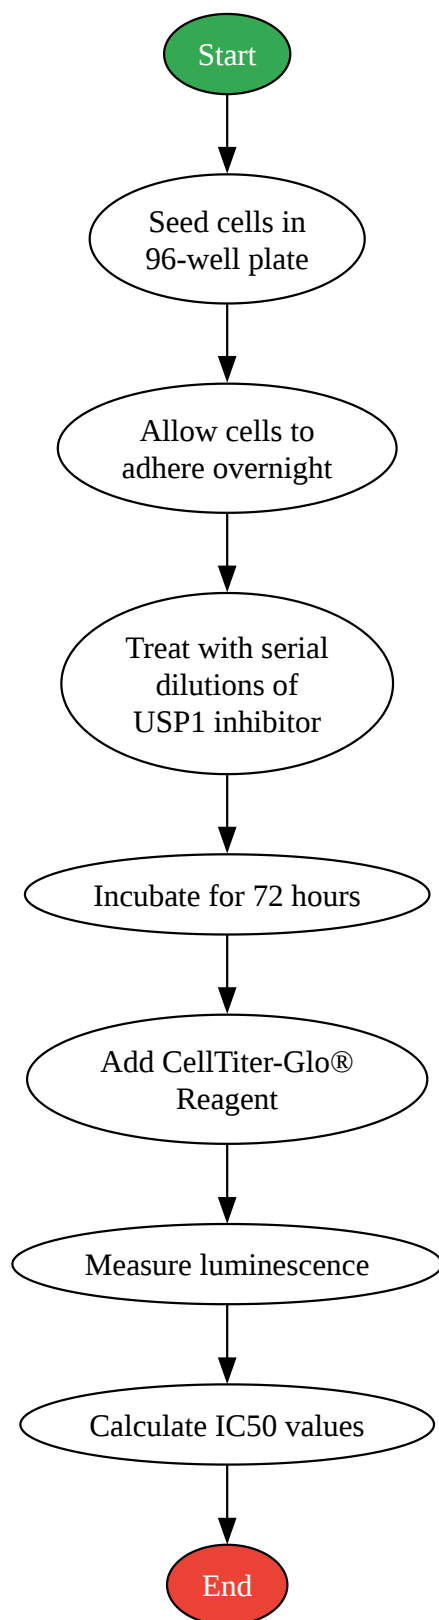 Start
Seed cells in
96-well plate
Allow cells to
adhere overnight
Treat with serial
dilutions of
USP1 inhibitor
Incubate for 72 hours
Add CellTiter-Glo®
Reagent
Measure luminescence
Calculate IC50 values
End